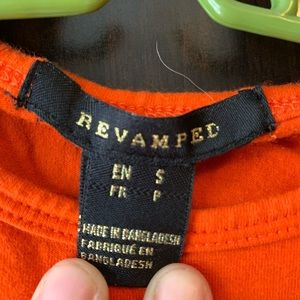 REVAMPED
EN S
FR P
MADE IN BANGLADESH
FABRIQUÉ EN
BANGLADESH